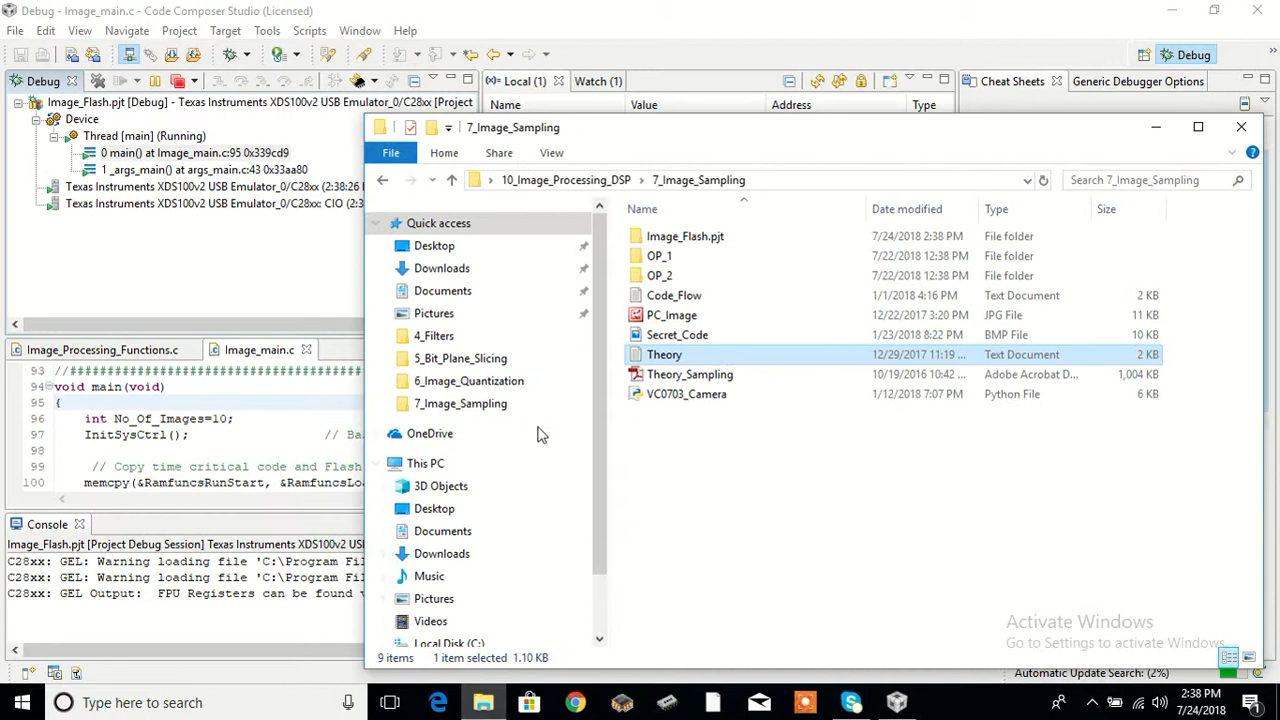 Debug - Image_main.c - Code Composer Studio (Licensed)
File Edit View Navigate Project Target Tools Scripts Window Help
Debug
Debug
Local (1)
Watch (1)
Cheat Sheets
Generic Debugger Options
Name Value Address Type
Image_Flash.pjt [Debug] - Texas Instruments XDS100v2 USB Emulator_0/C28xx [Project
Device
Thread [main] (Running)
0 main() at Image_main.c:95 0x339cd9
1 _args_main() at args_main.c:43 0x33aa80
Texas Instruments XDS100v2 USB Emulator_0/C28xx (2:38:26
Texas Instruments XDS100v2 USB Emulator_0/C28xx: CIO (2:3
Image_Processing_Functions.c
Image_main.c
93 //####################################
94 void main(void)
95 {
96 int No_Of_Images=10;
97 InitSysCtrl(); // Ba
98
99 // Copy time critical code and Flash
100 memcpy(&RamfuncsRunStart, &RamfuncsLoa
Console
Image_Flash.pjt [Project Debug Session] Texas Instruments XDS100v2 USB
C28xx: GEL: Warning loading file 'C:\Program Fil
C28xx: GEL: Warning loading file 'C:\Program Fil
C28xx: GEL Output: FPU Registers can be found
7_Image_Sampling
File Home Share View
10_Image_Processing_DSP 7_Image_Sampling
Search 7_Image_Sampling
Quick access
Desktop
Downloads
Documents
Pictures
4_Filters
5_Bit_Plane_Slicing
6_Image_Quantization
7_Image_Sampling
OneDrive
This PC
3D Objects
Desktop
Documents
Downloads
Music
Pictures
Videos
Local Disk (C:)
Name Date modified Type Size
Image_Flash.pjt 7/24/2018 2:38 PM File folder
OP_1 7/22/2018 12:38 PM File folder
OP_2 7/22/2018 12:38 PM File folder
Code_Flow 1/1/2018 4:16 PM Text Document 2 KB
PC_Image 12/22/2017 3:20 PM JPG File 11 KB
Secret_Code 1/23/2018 8:22 PM BMP File 10 KB
Theory 12/29/2017 11:19 ... Text Document 2 KB
Theory_Sampling 10/19/2016 10:42 ... Adobe Acrobat D... 1,004 KB
VC0703_Camera 1/12/2018 7:07 PM Python File 6 KB
9 items 1 item selected 1.10 KB
Activate Windows
Go to Settings to activate Windows.
Automatic Update Search: (2%)
Type here to search
2:38 PM
7/24/2018